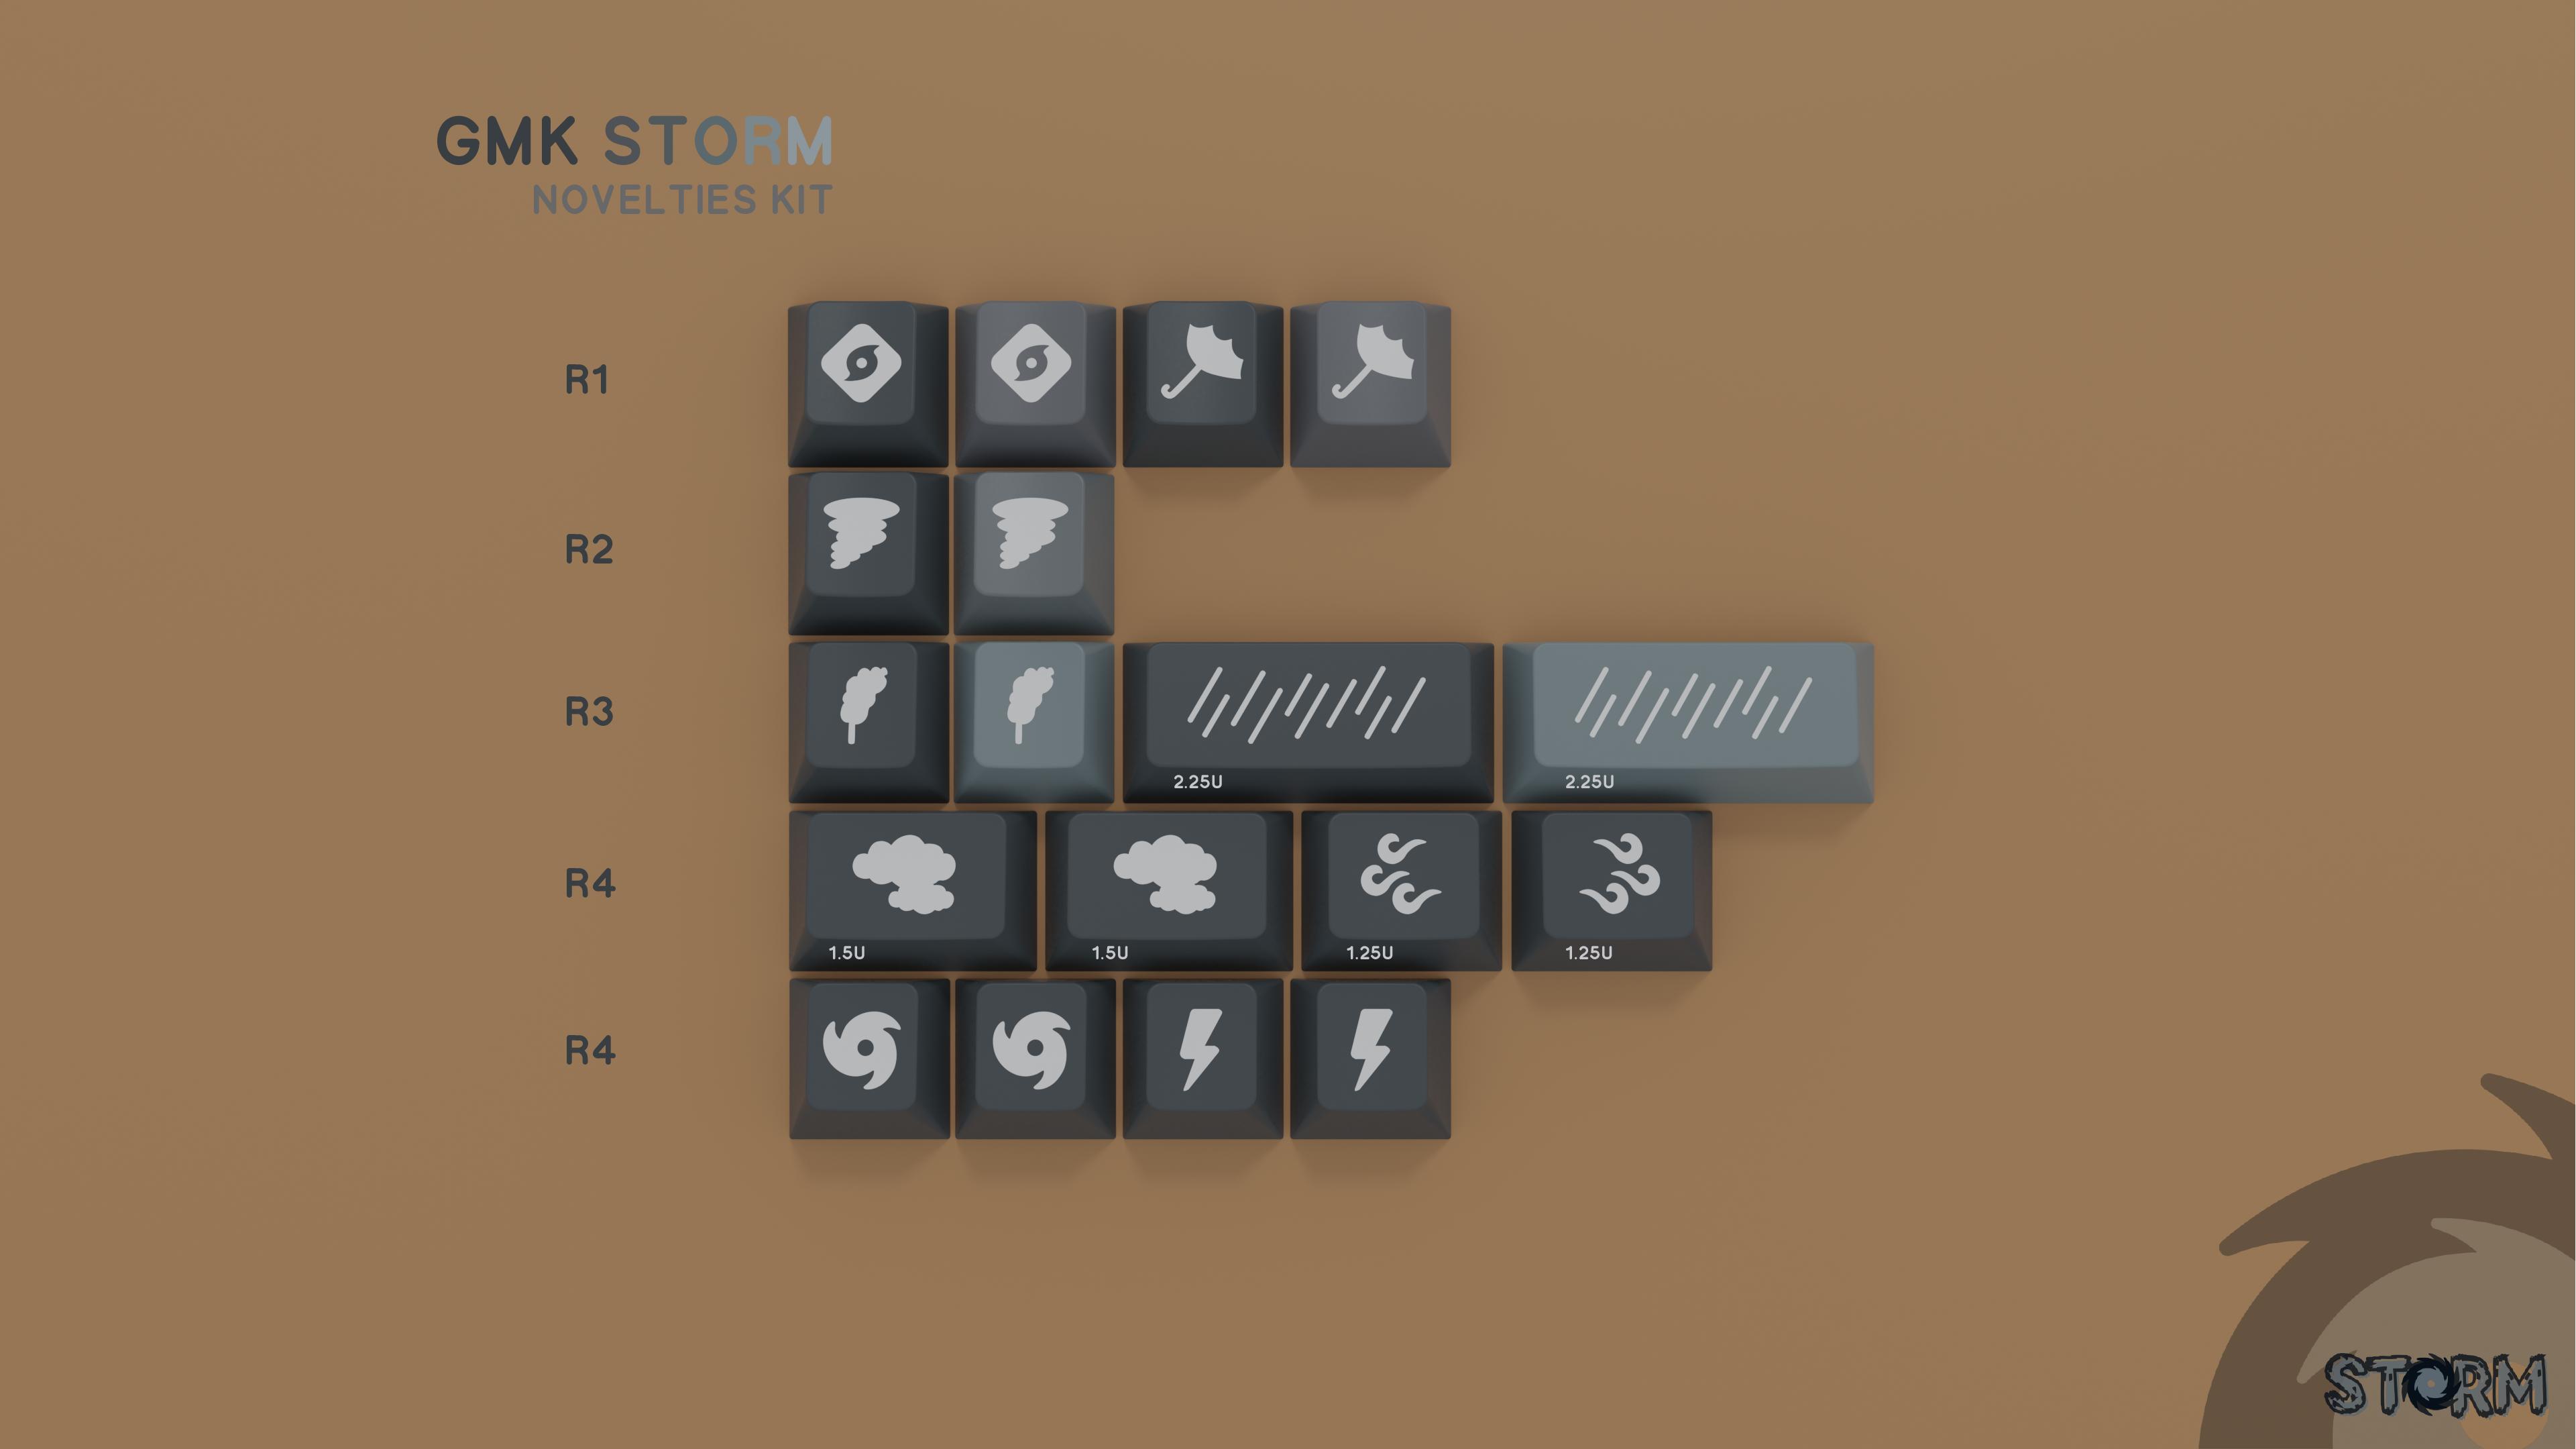 GMK STORM
NOVELTIES KIT
R1
R2
R3
2.25U
2.25U
R4
1.5U
1.5U
1.25U
1.25U
R4
STORM